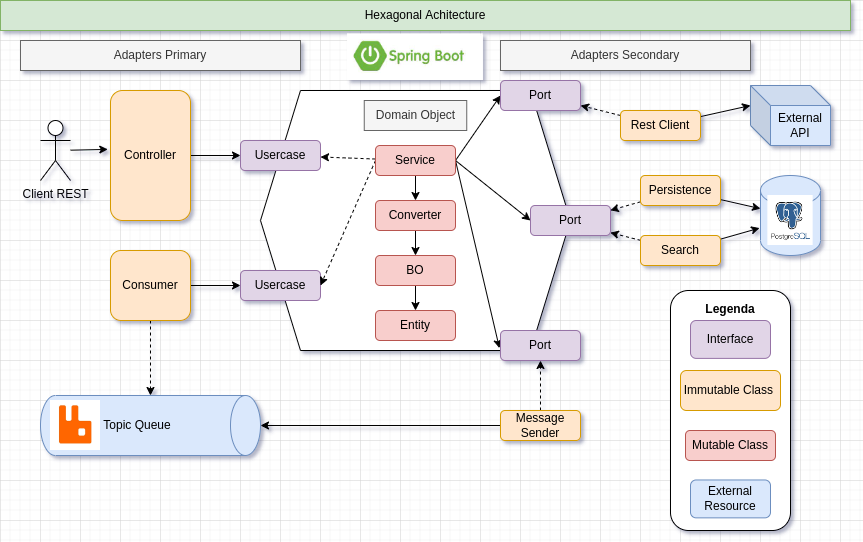 Hexagonal Achitecture
Adapters Primary
Spring Boot
Adapters Secondary
Port
Domain Object
External
API
Rest Client
Controller
Usercase
Service
Client REST
Persistence
Converter
Port
PostgreSQL
Search
Consumer
Usercase
BO
Legenda
Entity
Port
Interface
Immutable Class
Topic Queue
Message
Sender
Mutable Class
External
Resource